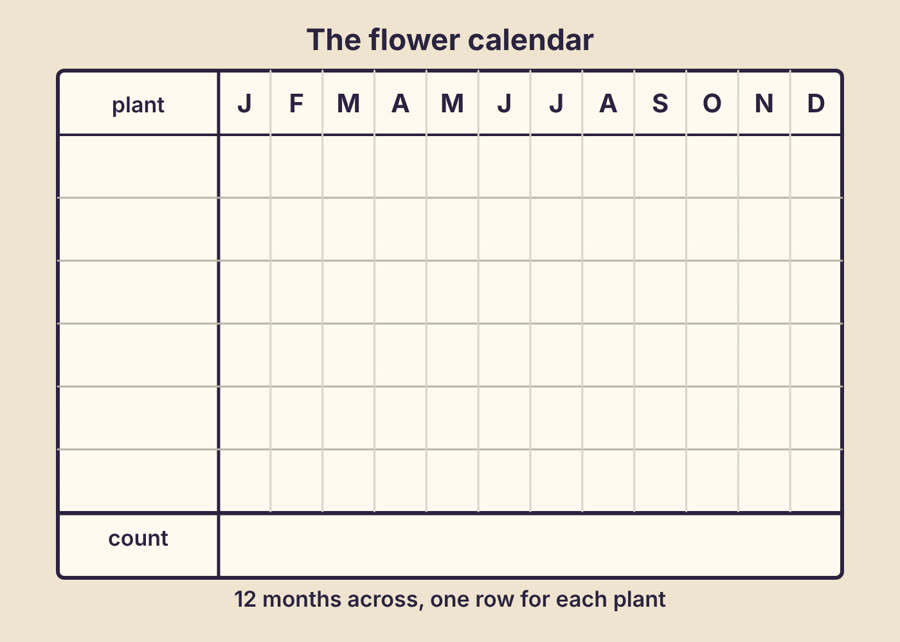 The flower calendar
plant J F M A M J J A S O N D
count
12 months across, one row for each plant